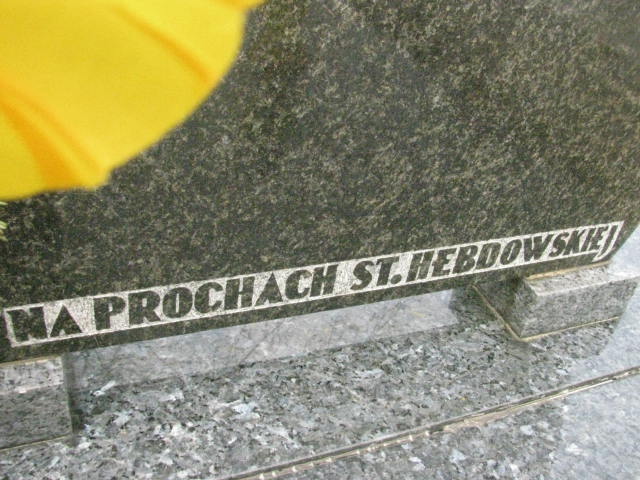 NA PROCHACH ST. HEBDOWSKIEJ